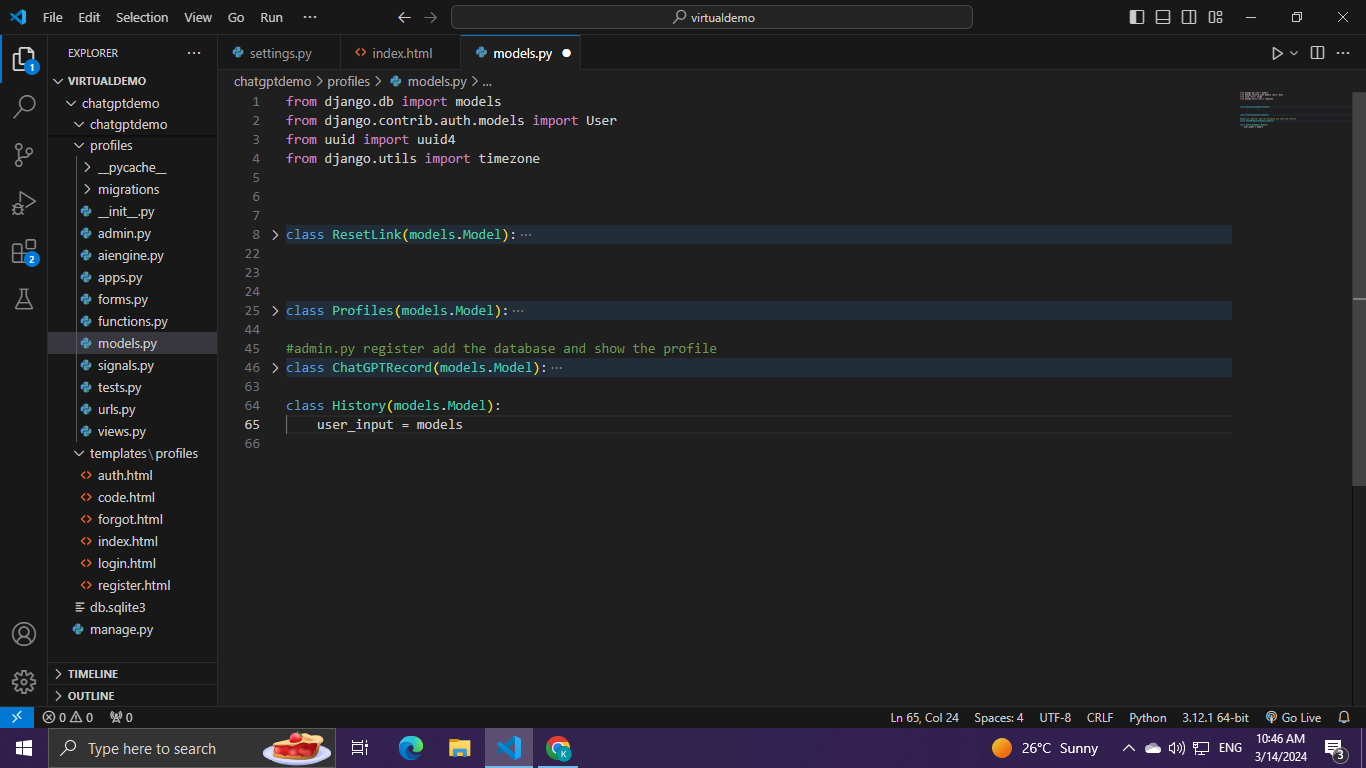 File Edit Selection View Go Run ···
virtualdemo
EXPLORER
settings.py
index.html
models.py
VIRTUALDEMO
chatgptdemo
chatgptdemo
profiles
__pycache__
migrations
__init__.py
admin.py
aiengine.py
apps.py
forms.py
functions.py
models.py
signals.py
tests.py
urls.py
views.py
templates\profiles
auth.html
code.html
forgot.html
index.html
login.html
register.html
db.sqlite3
manage.py
TIMELINE
OUTLINE
1
2
chatgptdemo > profiles > models.py > ...
1 from django.db import models
2 from django.contrib.auth.models import User
3 from uuid import uuid4
4 from django.utils import timezone
5
6
7
8 class ResetLink(models.Model): ···
22
23
24
25 class Profiles(models.Model): ···
44
45 #admin.py register add the database and show the profile
46 class ChatGPTRecord(models.Model): ···
63
64 class History(models.Model):
65 user_input = models
66
0 0 0
Ln 65, Col 24 Spaces: 4 UTF-8 CRLF Python 3.12.1 64-bit Go Live
Type here to search
K
26°C Sunny
ENG
10:46 AM
3/14/2024
3